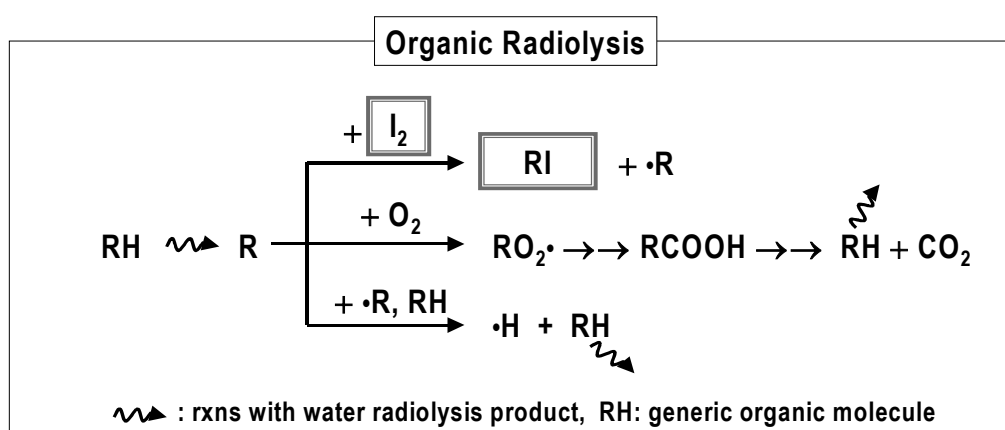 Organic Radiolysis
+ I₂
RI + •R
+ O₂
RH R RO₂• →→ RCOOH →→ RH + CO₂
+ •R, RH
•H + RH
: rxns with water radiolysis product, RH: generic organic molecule